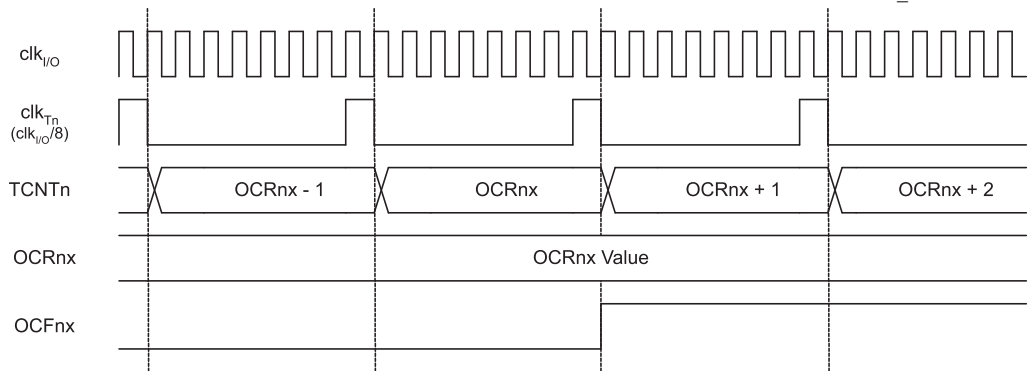 clkI/O
clkTn
(clkI/O/8)
TCNTn OCRnx - 1 OCRnx OCRnx + 1 OCRnx + 2
OCRnx OCRnx Value
OCFnx